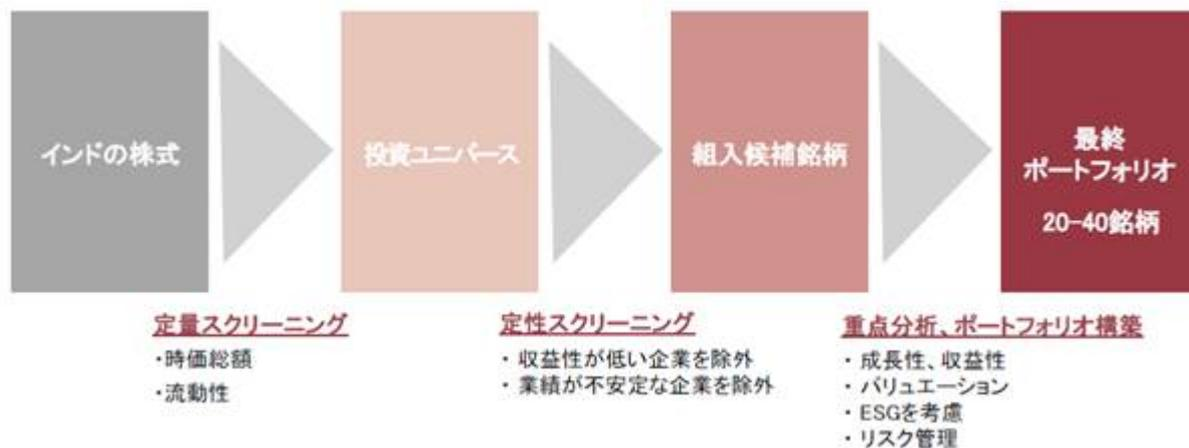 インドの株式
投資ユニバース
組入候補銘柄
最終
ポートフォリオ
20-40銘柄
定量スクリーニング
・時価総額
・流動性
定性スクリーニング
・ 収益性が低い企業を除外
・ 業績が不安定な企業を除外
重点分析、ポートフォリオ構築
・ 成長性、収益性
・ バリュエーション
・ ESGを考慮
・ リスク管理